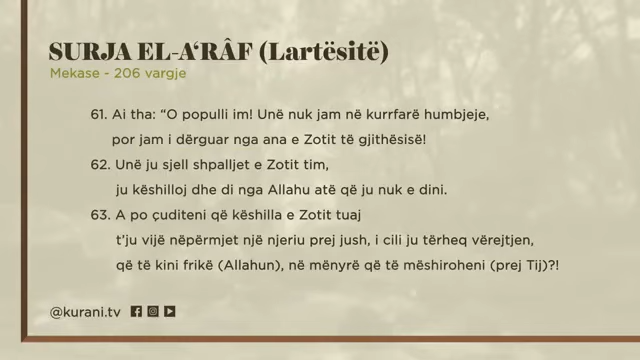 SURJA EL-A‘RÂF (Lartësitë)
Mekase - 206 vargje
61. Ai tha: “O populli im! Unë nuk jam në kurrfarë humbjeje,
por jam i dërguar nga ana e Zotit të gjithësisë!
62. Unë ju sjell shpalljet e Zotit tim,
ju këshilloj dhe di nga Allahu atë që ju nuk e dini.
63. A po çuditeni që këshilla e Zotit tuaj
t’ju vijë nëpërmjet një njeriu prej jush, i cili ju tërheq vërejtjen,
që të kini frikë (Allahun), në mënyrë që të mëshiroheni (prej Tij)?!
@kurani.tv